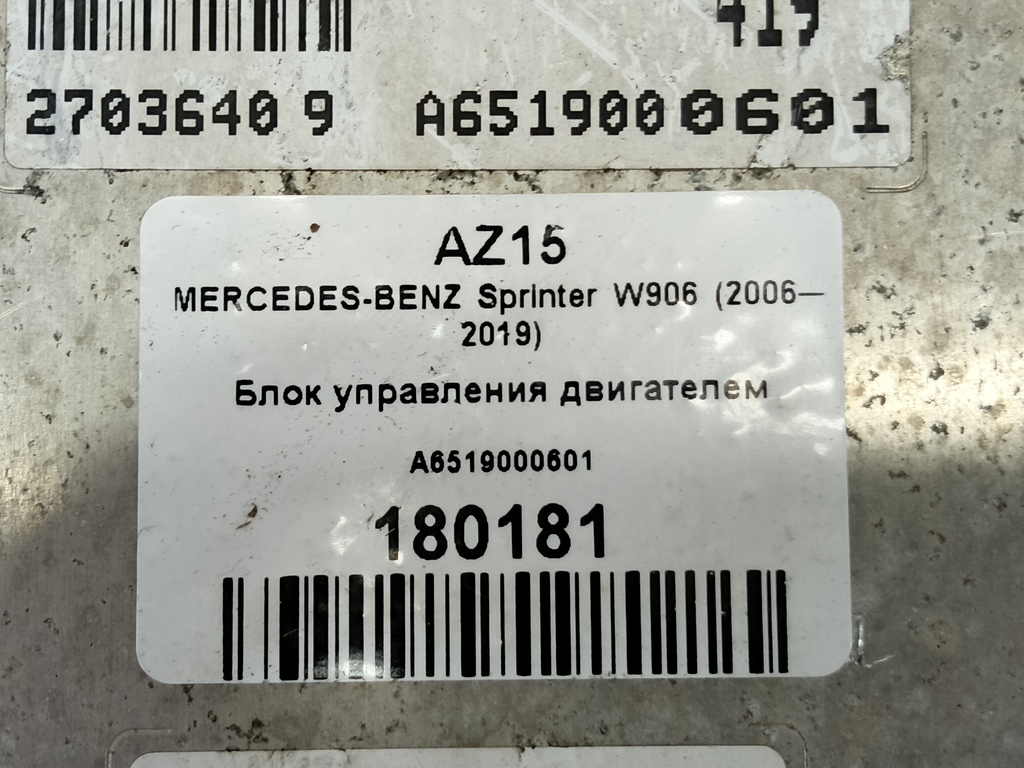 419
2703640 9 A6519000601
AZ15
MERCEDES-BENZ Sprinter W906 (2006—
2019)
Блок управления двигателем
A6519000601
180181